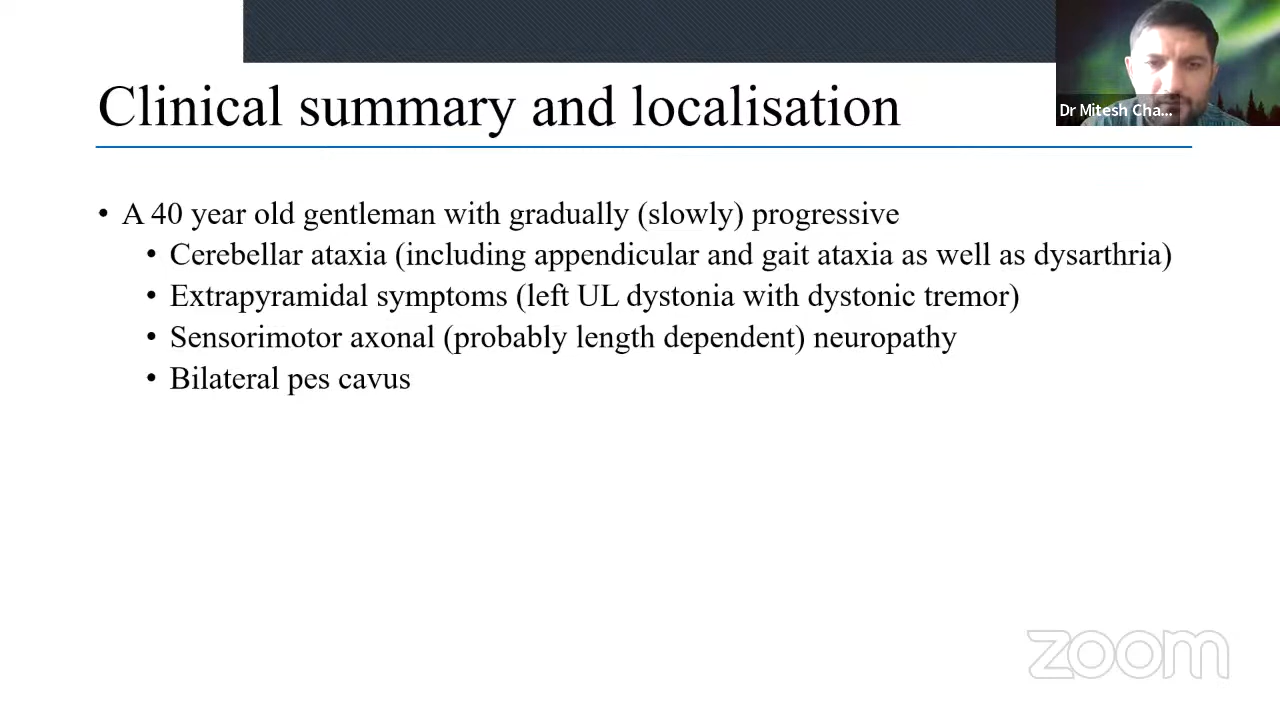 Dr Mitesh Cha...
Clinical summary and localisation
• A 40 year old gentleman with gradually (slowly) progressive
• Cerebellar ataxia (including appendicular and gait ataxia as well as dysarthria)
• Extrapyramidal symptoms (left UL dystonia with dystonic tremor)
• Sensorimotor axonal (probably length dependent) neuropathy
• Bilateral pes cavus
zoom